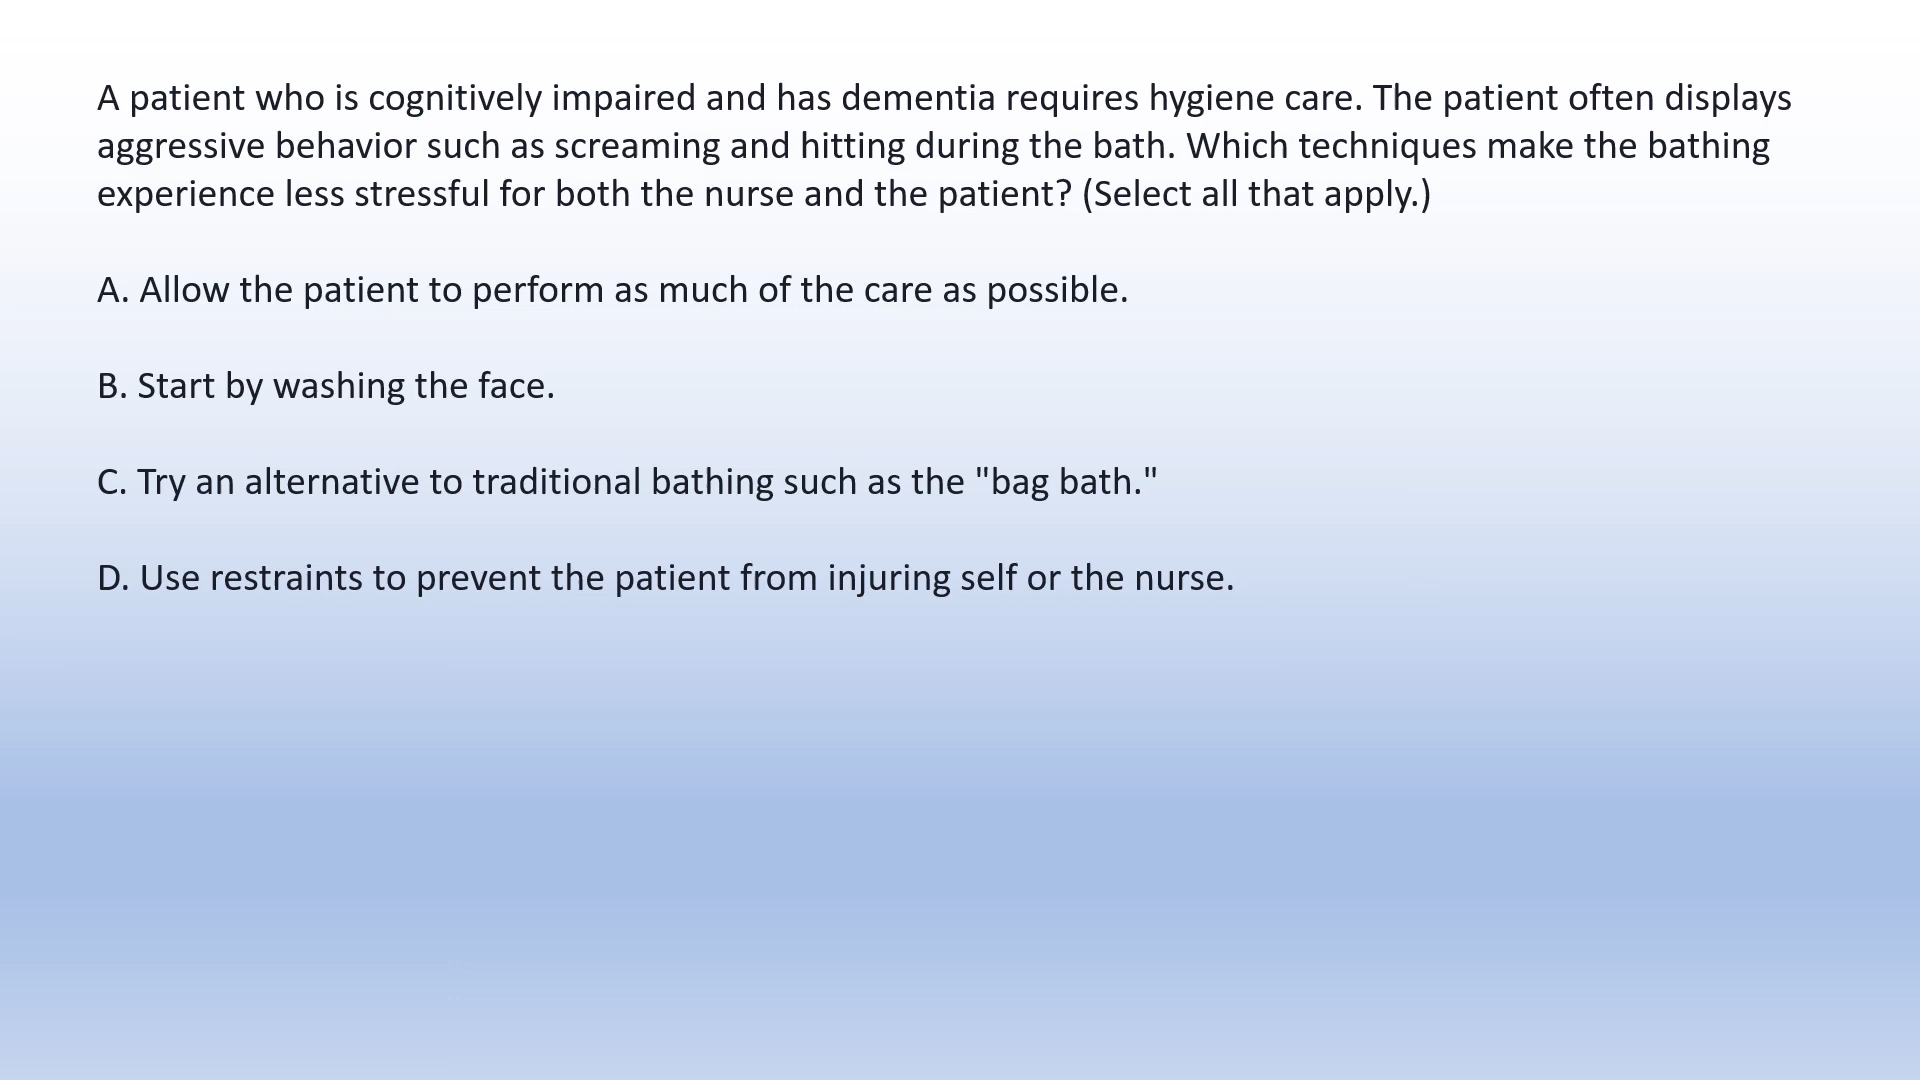 A patient who is cognitively impaired and has dementia requires hygiene care. The patient often displays
aggressive behavior such as screaming and hitting during the bath. Which techniques make the bathing
experience less stressful for both the nurse and the patient? (Select all that apply.)
A. Allow the patient to perform as much of the care as possible.
B. Start by washing the face.
C. Try an alternative to traditional bathing such as the "bag bath."
D. Use restraints to prevent the patient from injuring self or the nurse.